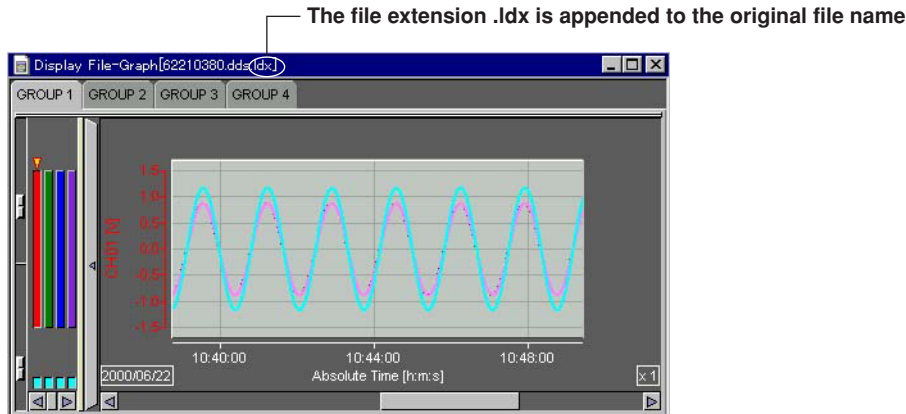 The file extension .ldx is appended to the original file name
Display File-Graph[62210380.dds.ldx]
GROUP 1 GROUP 2 GROUP 3 GROUP 4
1.5
1.0
0.5
0.0
-0.5
-1.0
-1.5
CH01 [V]
10:40:00 10:44:00 10:48:00
2000/06/22 Absolute Time [h:m:s] x 1